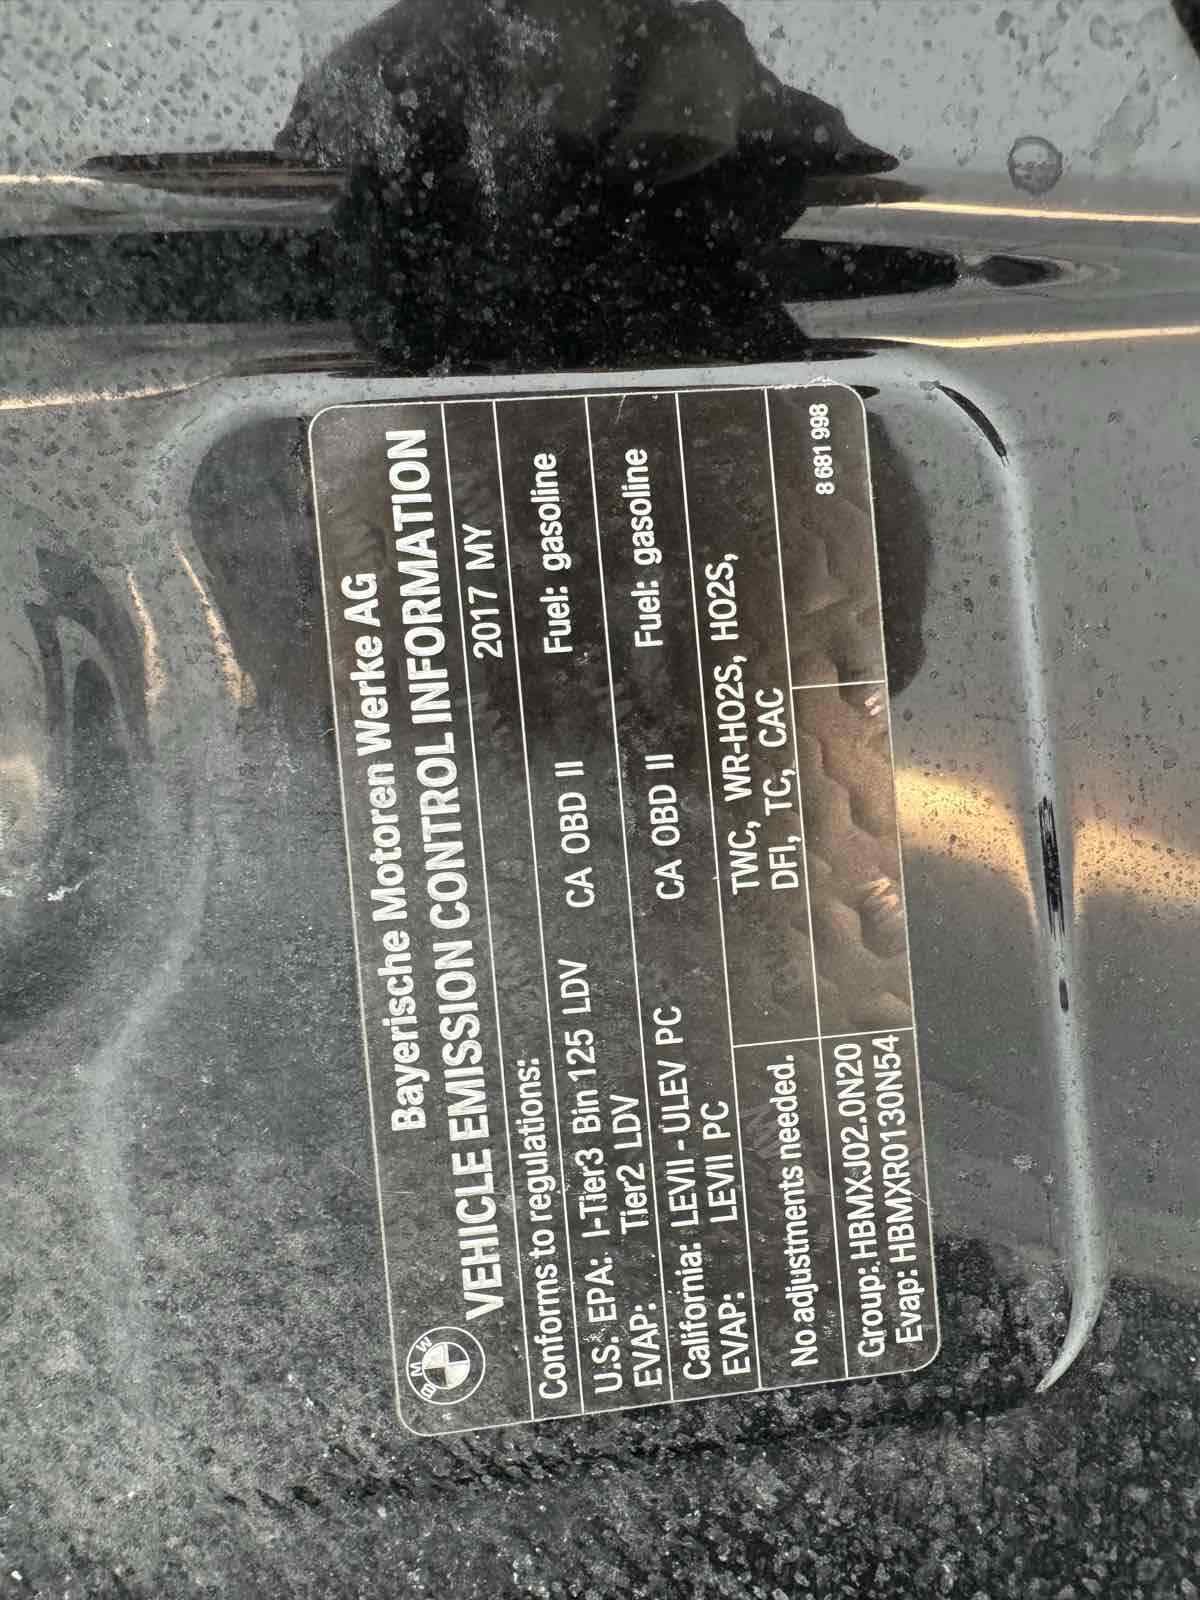 BMW
Bayerische Motoren Werke AG
VEHICLE EMISSION CONTROL INFORMATION
Conforms to regulations: 2017 MY
U.S. EPA: I-Tier3 Bin 125 LDV CA OBD II Fuel: gasoline
EVAP: Tier2 LDV
California: LEVII - ULEV PC CA OBD II Fuel: gasoline
EVAP: LEVII PC
No adjustments needed.
TWC, WR-HO2S, HO2S,
DFI, TC, CAC
Group: HBMXJ02.0N20
Evap: HBMXR0130N54
8 681 998